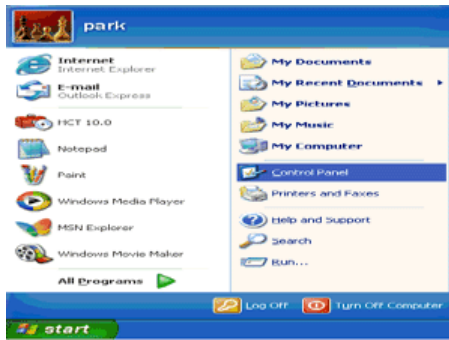 park
Internet
Internet Explorer
E-mail
Outlook Express
HCT 10.0
Notepad
Paint
Windows Media Player
MSN Explorer
Windows Movie Maker
All Programs
My Documents
My Recent Documents
My Pictures
My Music
My Computer
Control Panel
Printers and Faxes
Help and Support
Search
Run...
Log Off
Turn Off Computer
start